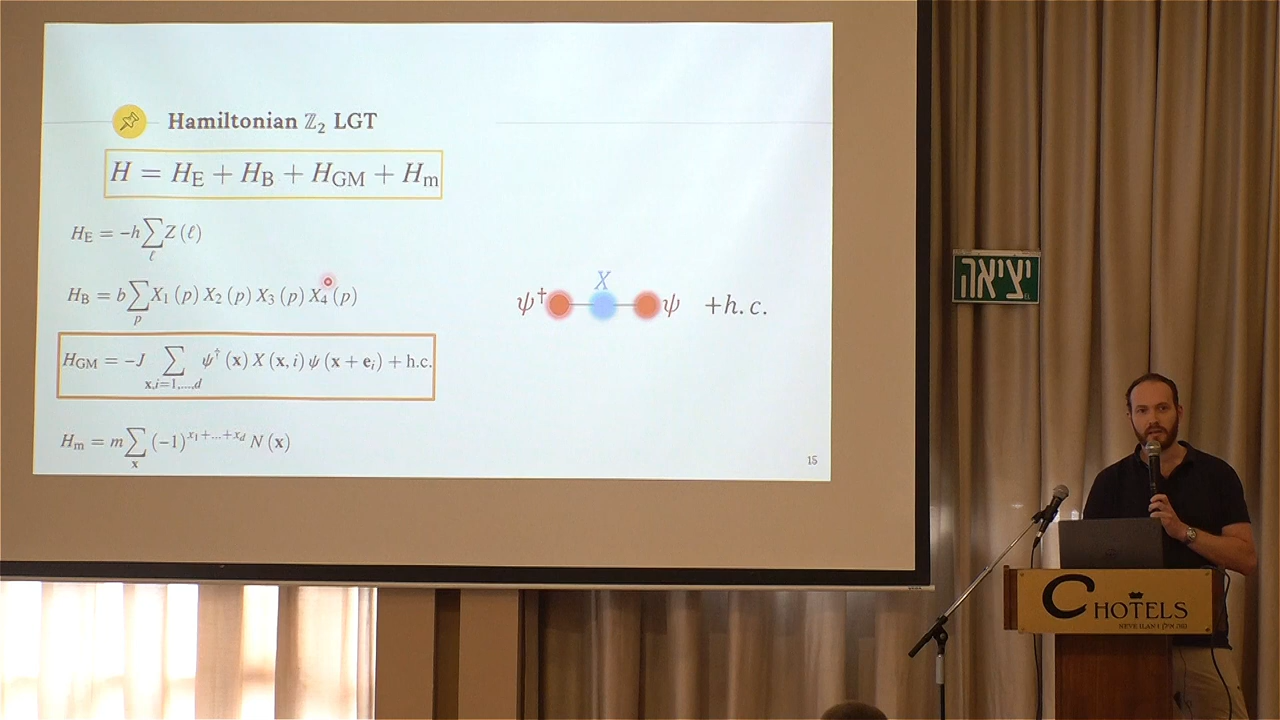 Hamiltonian ℤ₂ LGT
H = H_E + H_B + H_GM + H_m
H_E = –h ∑_ℓ Z (ℓ)
H_B = b ∑_p X₁ (p) X₂ (p) X₃ (p) X₄ (p)
H_GM = –J ∑_{x,i=1,...,d} ψ† (x) X (x, i) ψ (x + e_i) + h.c.
H_m = m ∑_x (–1)^{x₁+...+x_d} N (x)
X
ψ† ψ +h.c.
15
יציאה
C HOTELS
NEVE ILAN